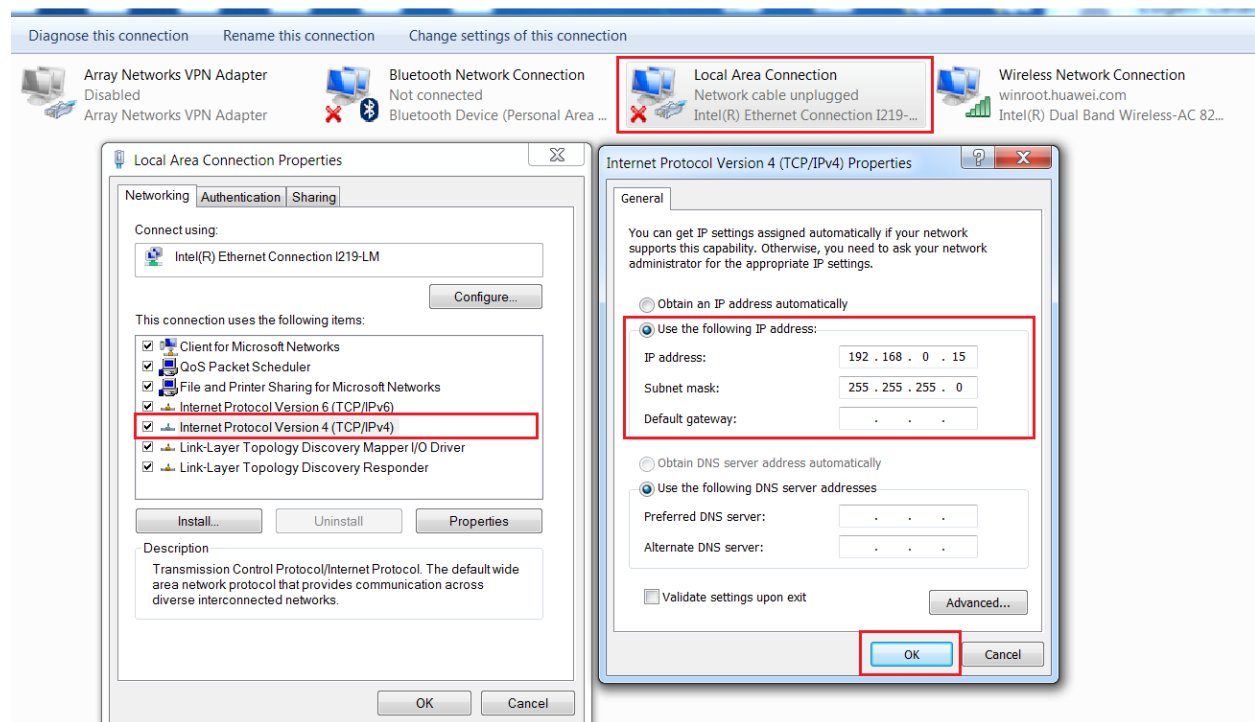 Diagnose this connection Rename this connection Change settings of this connection
Array Networks VPN Adapter
Disabled
Array Networks VPN Adapter
Bluetooth Network Connection
Not connected
Bluetooth Device (Personal Area ...
Local Area Connection
Network cable unplugged
Intel(R) Ethernet Connection I219-...
Wireless Network Connection
winroot.huawei.com
Intel(R) Dual Band Wireless-AC 82...
Local Area Connection Properties
Networking Authentication Sharing
Connect using:
Intel(R) Ethernet Connection I219-LM
Configure...
This connection uses the following items:
Client for Microsoft Networks
QoS Packet Scheduler
File and Printer Sharing for Microsoft Networks
Internet Protocol Version 6 (TCP/IPv6)
Internet Protocol Version 4 (TCP/IPv4)
Link-Layer Topology Discovery Mapper I/O Driver
Link-Layer Topology Discovery Responder
Install... Uninstall Properties
Description
Transmission Control Protocol/Internet Protocol. The default wide
area network protocol that provides communication across
diverse interconnected networks.
OK Cancel
Internet Protocol Version 4 (TCP/IPv4) Properties
General
You can get IP settings assigned automatically if your network
supports this capability. Otherwise, you need to ask your network
administrator for the appropriate IP settings.
Obtain an IP address automatically
Use the following IP address:
IP address: 192 . 168 . 0 . 15
Subnet mask: 255 . 255 . 255 . 0
Default gateway: . . .
Obtain DNS server address automatically
Use the following DNS server addresses
Preferred DNS server: . . .
Alternate DNS server: . . .
Validate settings upon exit
Advanced...
OK Cancel